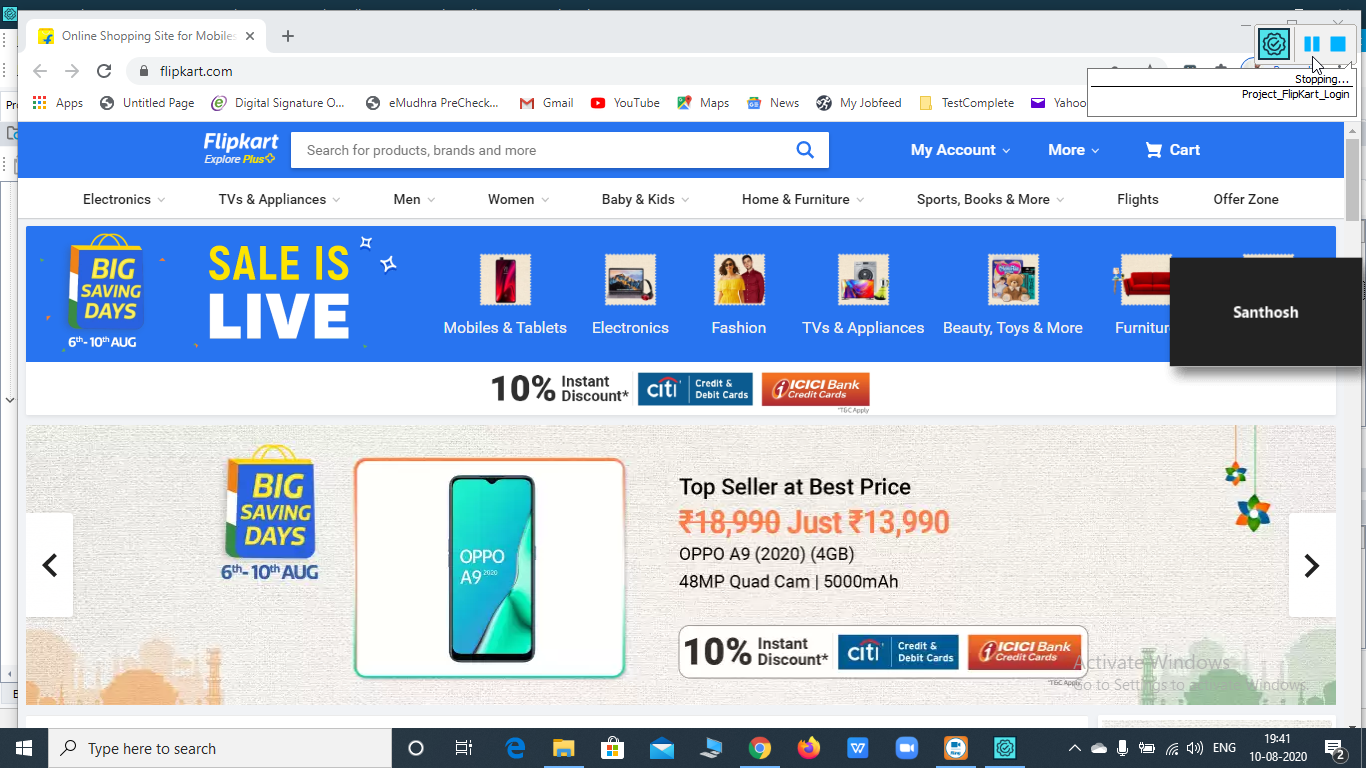 Online Shopping Site for Mobiles
flipkart.com
Stopping...
Project_FlipKart_Login
Apps
Untitled Page
Digital Signature O...
eMudhra PreCheck...
Gmail
YouTube
Maps
News
My Jobfeed
TestComplete
Yahoo
Flipkart
Explore Plus
Search for products, brands and more
My Account
More
Cart
Electronics
TVs & Appliances
Men
Women
Baby & Kids
Home & Furniture
Sports, Books & More
Flights
Offer Zone
BIG
SAVING
DAYS
6th-10th AUG
SALE IS
LIVE
Mobiles & Tablets
Electronics
Fashion
TVs & Appliances
Beauty, Toys & More
Furnitur
Santhosh
10% Instant Discount*
citi Credit & Debit Cards
ICICI Bank Credit Cards
*T&C Apply
BIG
SAVING
DAYS
6th-10th AUG
OPPO
A9 2020
Top Seller at Best Price
₹18,990 Just ₹13,990
OPPO A9 (2020) (4GB)
48MP Quad Cam | 5000mAh
10% Instant Discount*
citi Credit & Debit Cards
ICICI Bank Credit Cards
*T&C Apply
Activate Windows
Go to Settings to activate Windows.
Type here to search
ENG
19:41
10-08-2020
2